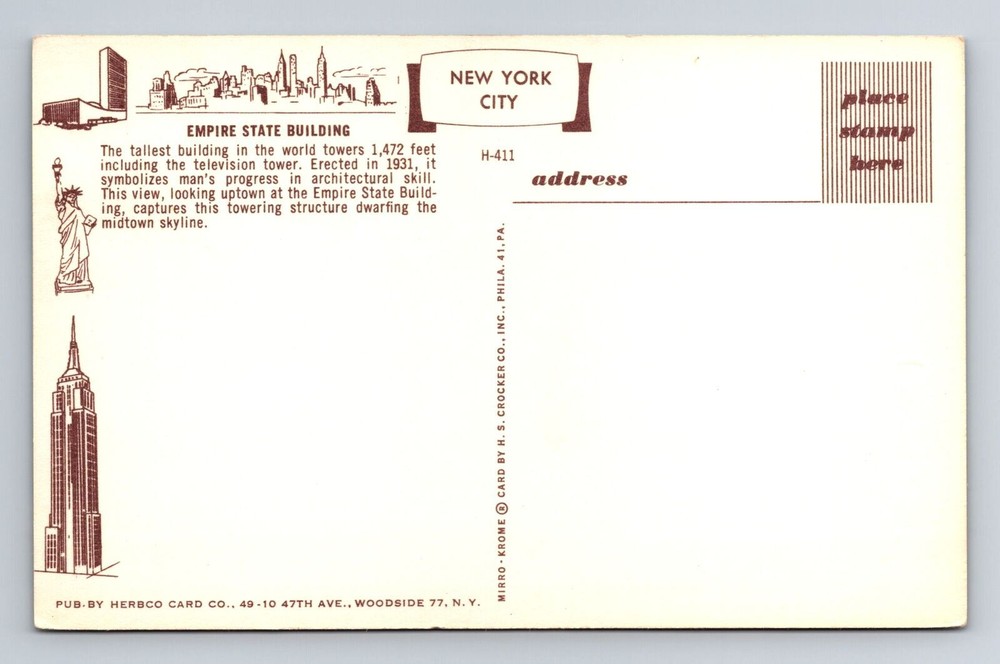 EMPIRE STATE BUILDING
The tallest building in the world towers 1,472 feet
including the television tower. Erected in 1931, it
symbolizes man's progress in architectural skill.
This view, looking uptown at the Empire State Build-
ing, captures this towering structure dwarfing the
midtown skyline.
NEW YORK
CITY
H-411
place
stamp
here
address
MIRRO-KROME ® CARD BY H. S. CROCKER CO., INC., PHILA. 41, PA.
PUB. BY HERBCO CARD CO., 49-10 47TH AVE., WOODSIDE 77, N. Y.